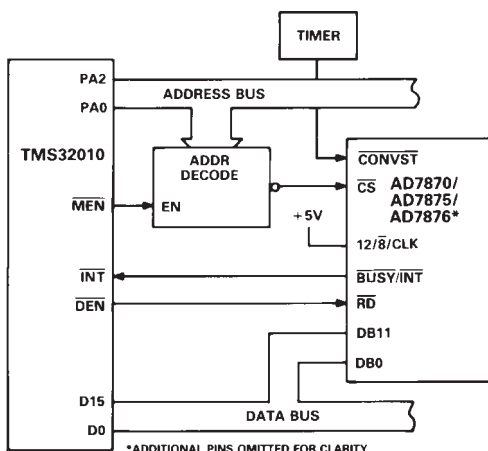 TIMER
PA2
ADDRESS BUS
PA0
TMS32010
ADDR
DECODE
CONVST
CS
AD7870/
AD7875/
AD7876*
MEN
EN
+5V
12/8/CLK
INT
BUSY/INT
DEN
RD
DB11
DB0
D15
DATA BUS
D0
*ADDITIONAL PINS OMITTED FOR CLARITY